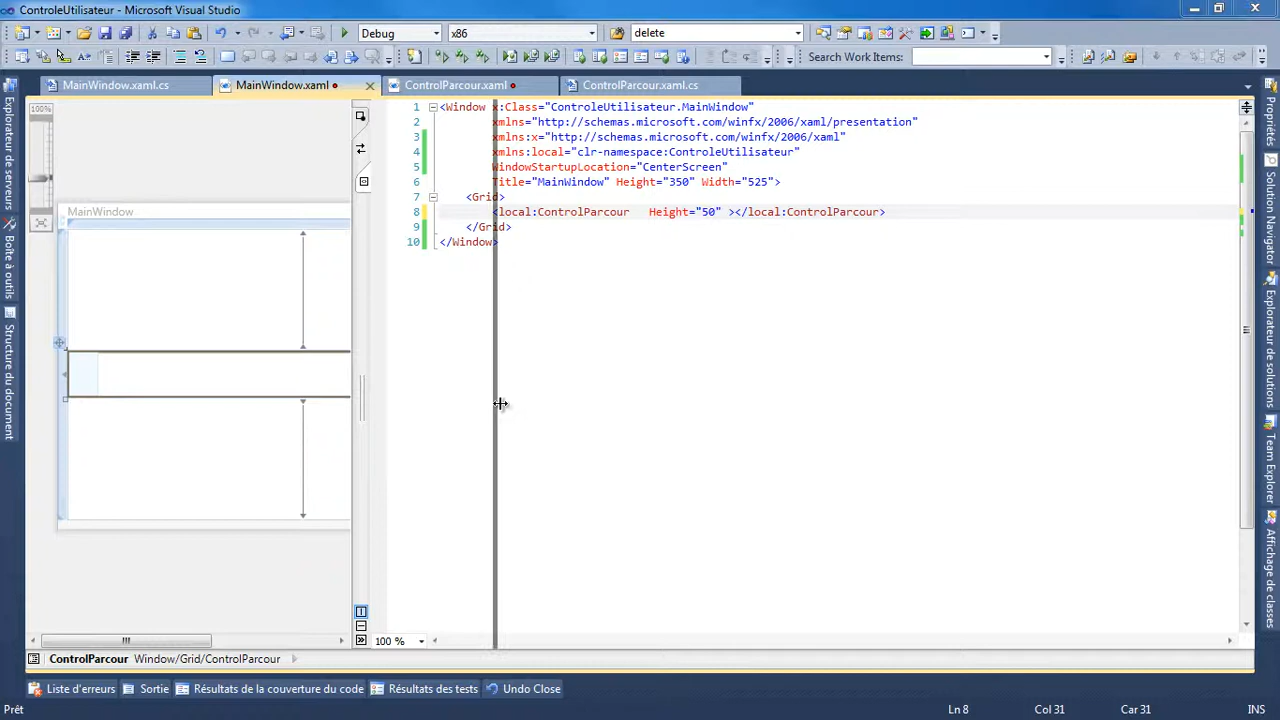 ControleUtilisateur - Microsoft Visual Studio
Debug x86 delete
Search Work Items:
MainWindow.xaml.cs MainWindow.xaml ControlParcour.xaml ControlParcour.xaml.cs
Explorateur de serveurs
Boîte à outils
Structure du document
100%
MainWindow
1 <Window x:Class="ControleUtilisateur.MainWindow"
2 xmlns="http://schemas.microsoft.com/winfx/2006/xaml/presentation"
3 xmlns:x="http://schemas.microsoft.com/winfx/2006/xaml"
4 xmlns:local="clr-namespace:ControleUtilisateur"
5 WindowStartupLocation="CenterScreen"
6 Title="MainWindow" Height="350" Width="525">
7 <Grid>
8 <local:ControlParcour Height="50" ></local:ControlParcour>
9 </Grid>
10 </Window>
100 %
Propriétés
Explorateur de solutions
Explorateur de solutions
Team Explorer
Affichage de classes
ControlParcour Window/Grid/ControlParcour
Liste d'erreurs Sortie Résultats de la couverture du code Résultats des tests Undo Close
Prêt Ln 8 Col 31 Car 31 INS